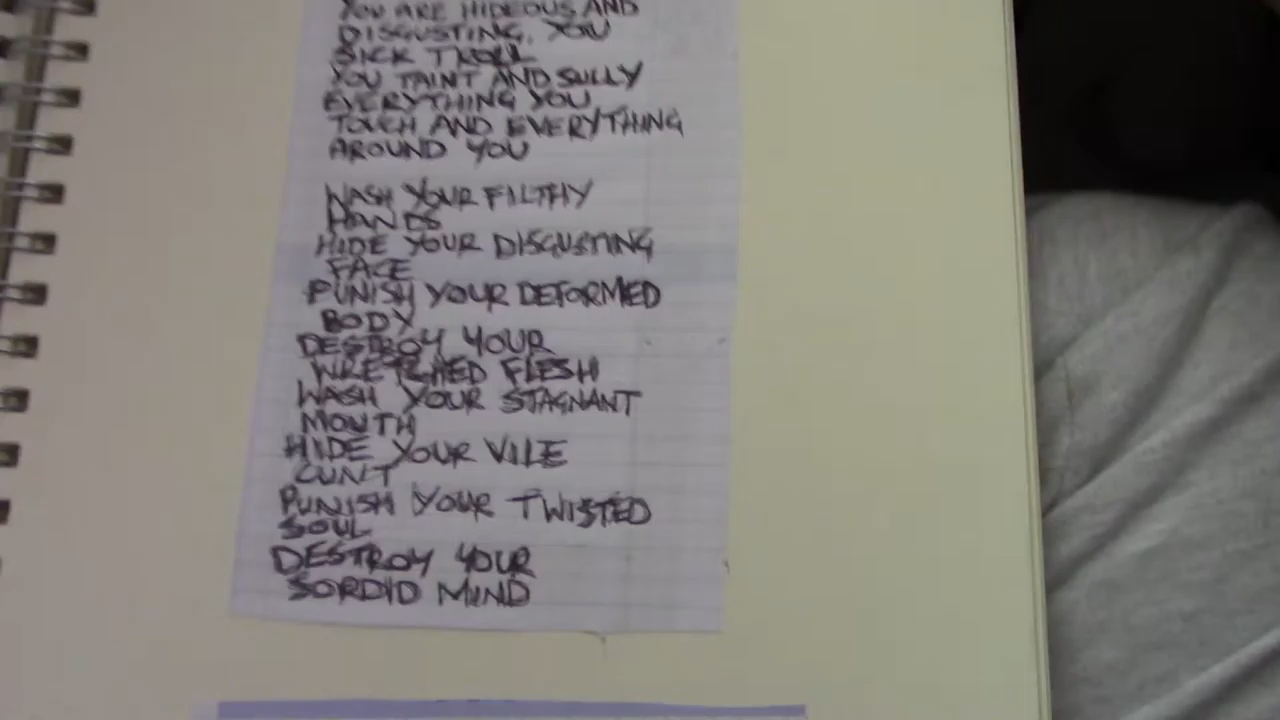 YOU ARE HIDEOUS AND
DISGUSTING, YOU
SICK TROLL
YOU TAINT AND SULLY
EVERYTHING YOU
TOUCH AND EVERYTHING
AROUND YOU
WASH YOUR FILTHY
HANDS
HIDE YOUR DISGUSTING
FACE
PUNISH YOUR DEFORMED
BODY
DESTROY YOUR
WRETCHED FLESH
WASH YOUR STAGNANT
MOUTH
HIDE YOUR VILE
CUNT
PUNISH YOUR TWISTED
SOUL
DESTROY YOUR
SORDID MIND